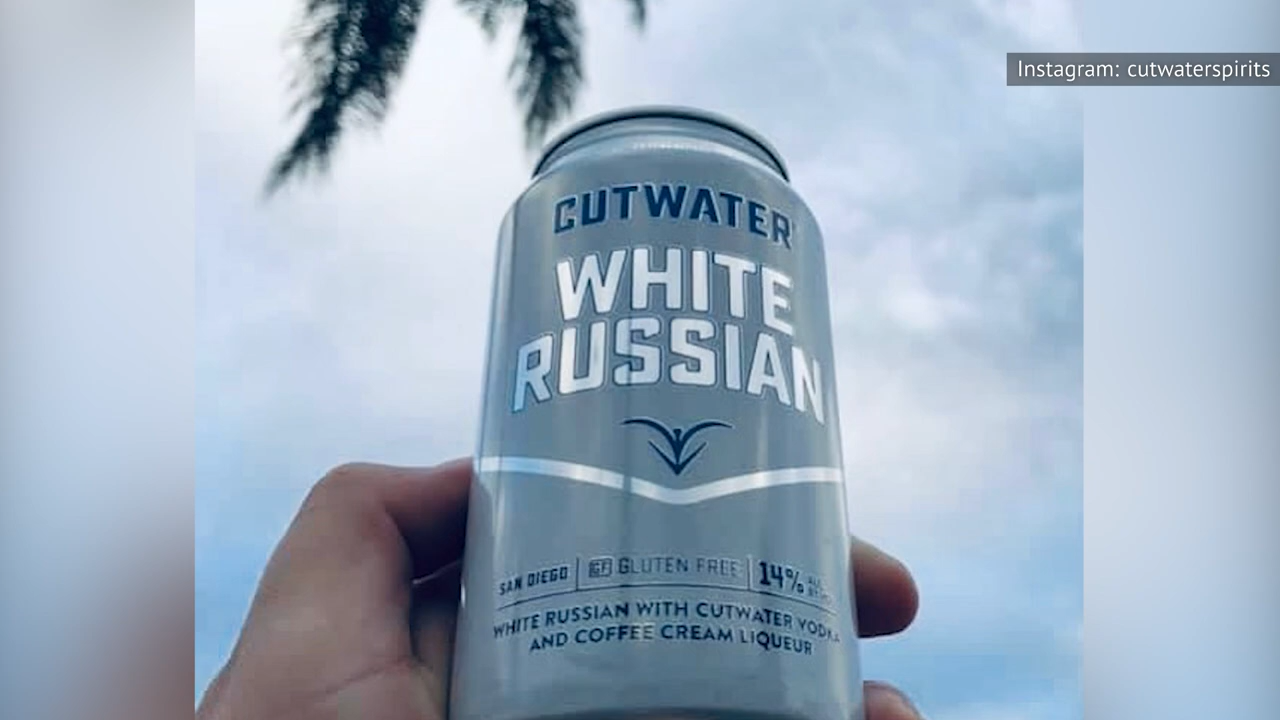 Instagram: cutwaterspirits
CUTWATER
WHITE
RUSSIAN
SAN DIEGO GF GLUTEN FREE 14%
WHITE RUSSIAN WITH CUTWATER VODKA
AND COFFEE CREAM LIQUEUR